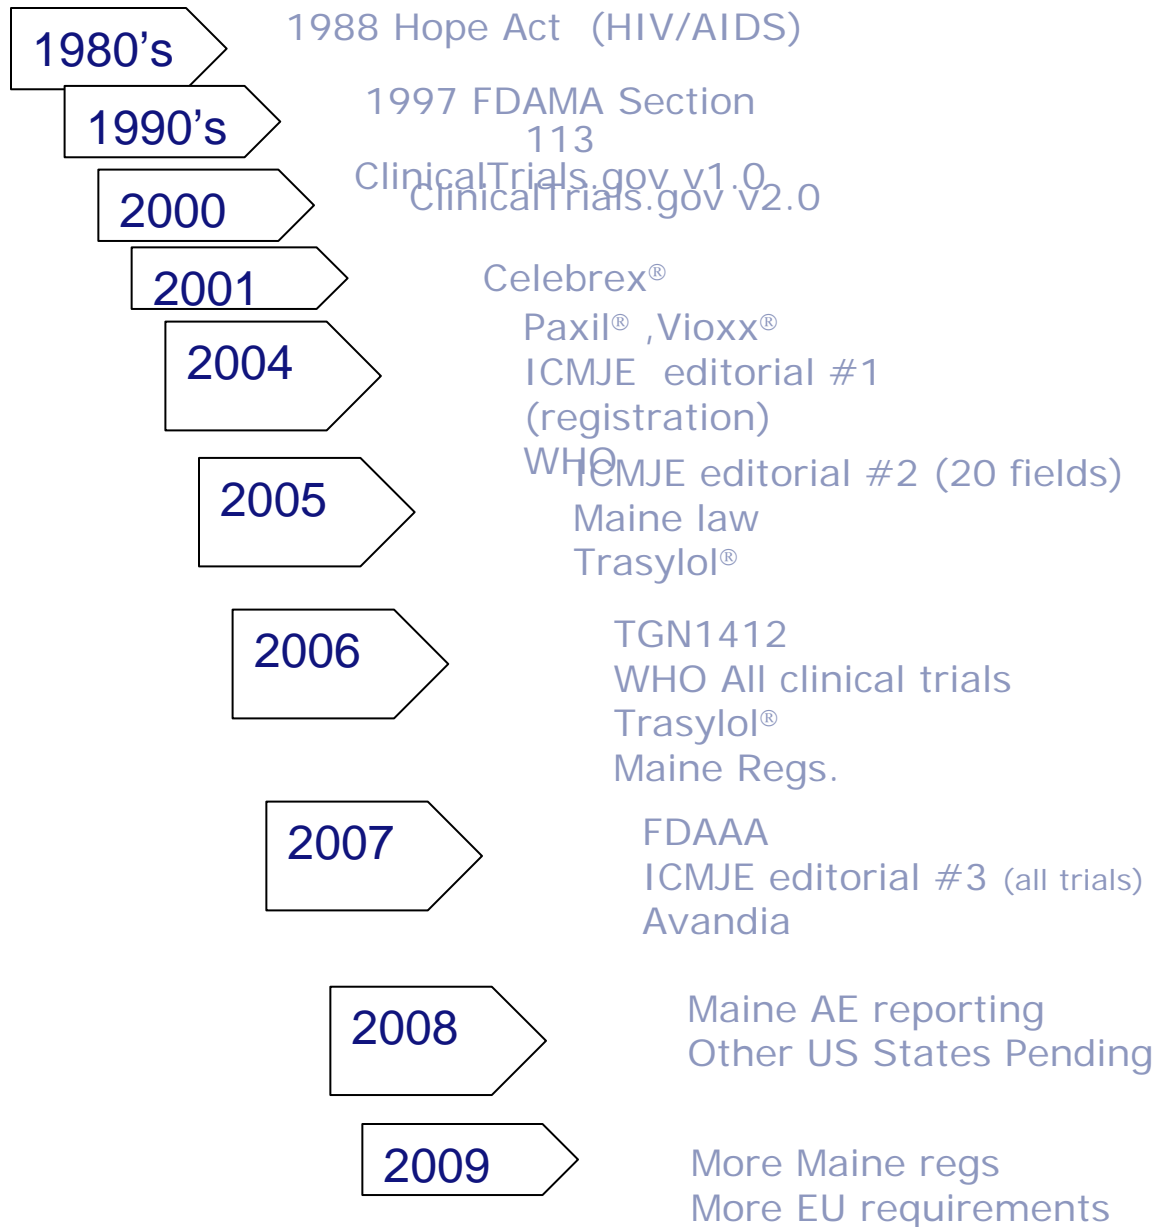 1980’s
1988 Hope Act (HIV/AIDS)
1990’s
1997 FDAMA Section
113
ClinicalTrials.gov v1.0
2000
ClinicalTrials.gov v2.0
2001
Celebrex®
2004
Paxil® ,Vioxx®
ICMJE editorial #1
(registration)
WHO
2005
ICMJE editorial #2 (20 fields)
Maine law
Trasylol®
2006
TGN1412
WHO All clinical trials
Trasylol®
Maine Regs.
2007
FDAAA
ICMJE editorial #3 (all trials)
Avandia
2008
Maine AE reporting
Other US States Pending
2009
More Maine regs
More EU requirements